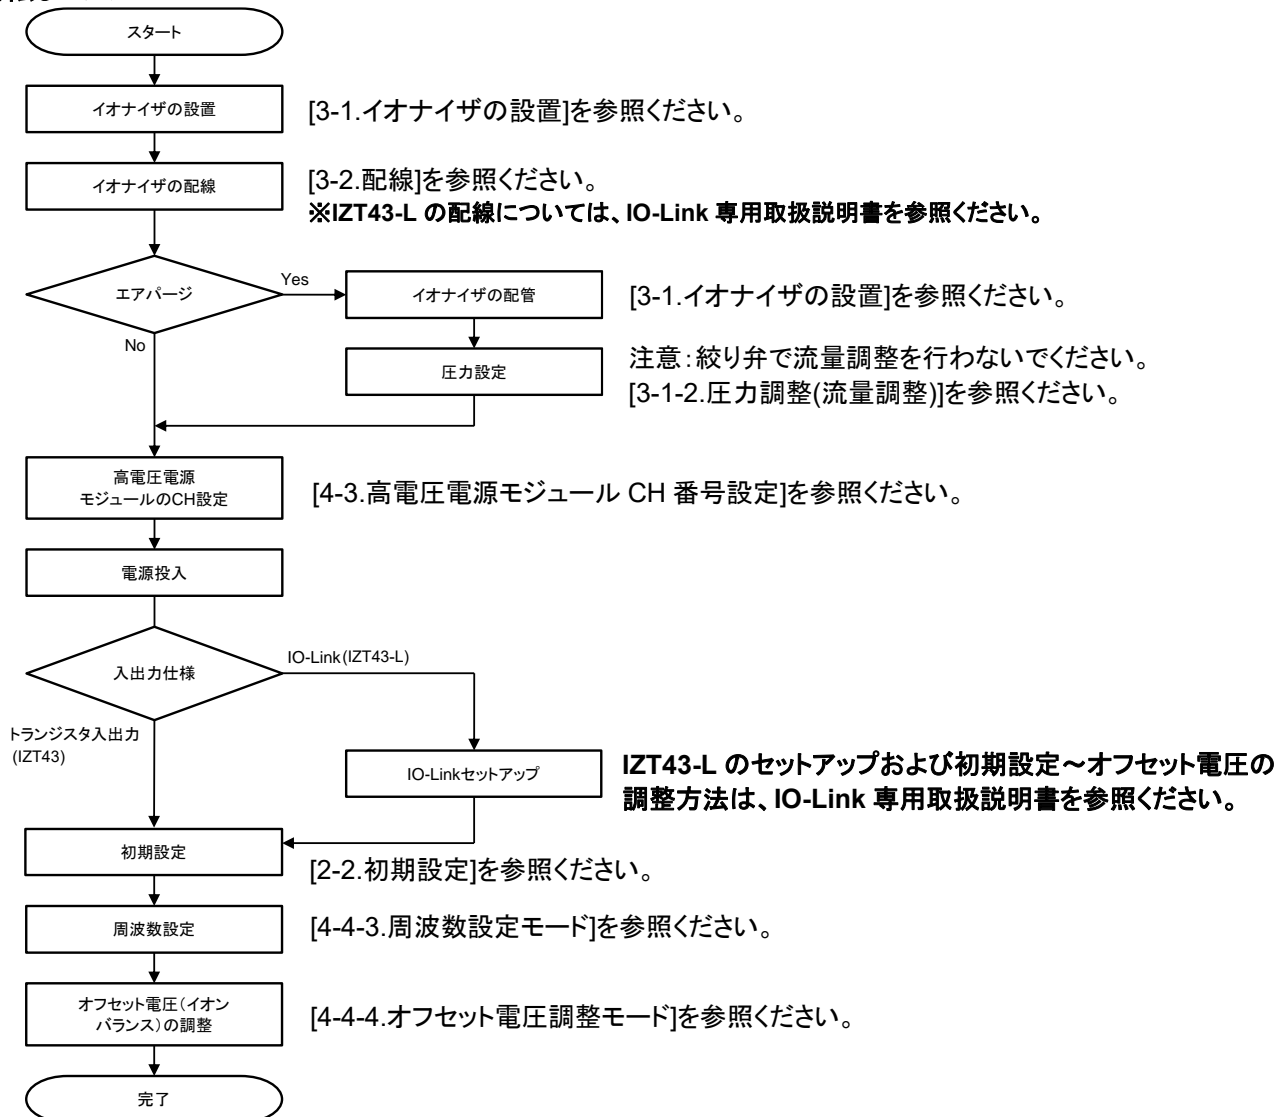 スタート
イオナイザの設置
[3-1.イオナイザの設置]を参照ください。
イオナイザの配線
[3-2.配線]を参照ください。
※IZT43-L の配線については、IO-Link 専用取扱説明書を参照ください。
エアパージ
Yes
イオナイザの配管
[3-1.イオナイザの設置]を参照ください。
No
圧力設定
注意：絞り弁で流量調整を行わないでください。
[3-1-2.圧力調整(流量調整)]を参照ください。
高電圧電源
モジュールのCH設定
[4-3.高電圧電源モジュール CH 番号設定]を参照ください。
電源投入
入出力仕様
IO-Link(IZT43-L)
トランジスタ入出力
(IZT43)
IO-Linkセットアップ
IZT43-L のセットアップおよび初期設定～オフセット電圧の
調整方法は、IO-Link 専用取扱説明書を参照ください。
初期設定
[2-2.初期設定]を参照ください。
周波数設定
[4-4-3.周波数設定モード]を参照ください。
オフセット電圧（イオン
バランス）の調整
[4-4-4.オフセット電圧調整モード]を参照ください。
完了